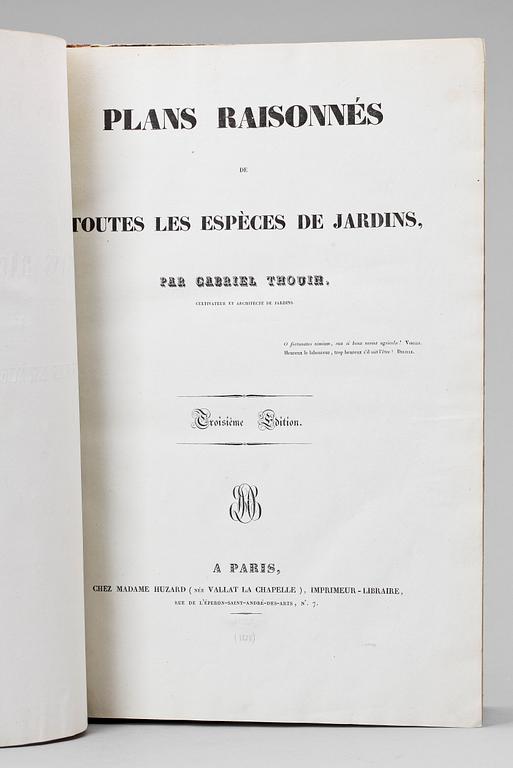 PLANS RAISONNÉS
DE
TOUTES LES ESPÈCES DE JARDINS,
PAR GABRIEL THOUIN,
CULTIVATEUR ET ARCHITECTE DE JARDINS
O fortunatos nimium, sua si bona norint agricolæ! VIRGILE.
Heureux le laboureur, trop heureux s'il sait l'être! DELILLE.
Troisième Édition.
A PARIS,
CHEZ MADAME HUZARD (NÉE VALLAT LA CHAPELLE), IMPRIMEUR-LIBRAIRE,
RUE DE L'ÉPERON-SAINT-ANDRÉ-DES-ARTS, N°. 7.
(1828)